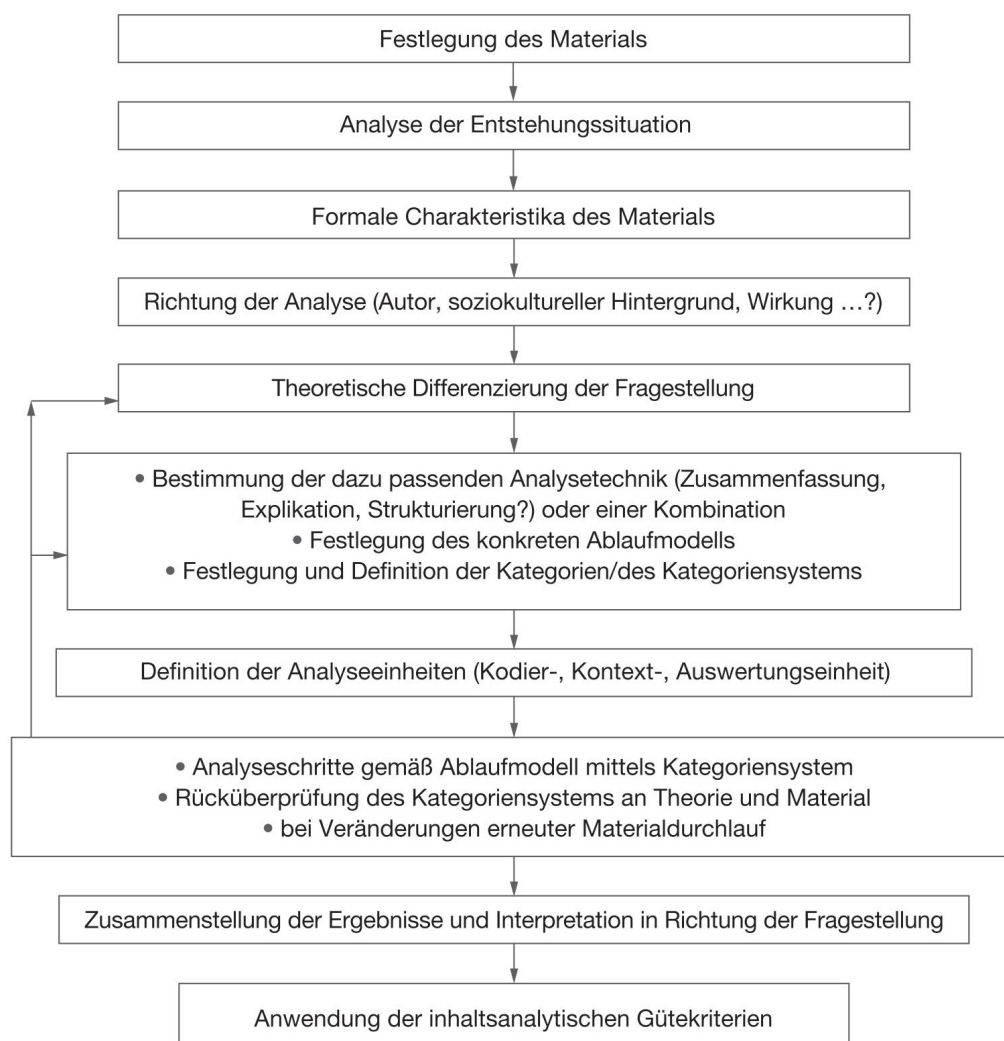 Festlegung des Materials
Analyse der Entstehungssituation
Formale Charakteristika des Materials
Richtung der Analyse (Autor, soziokultureller Hintergrund, Wirkung …?)
Theoretische Differenzierung der Fragestellung
• Bestimmung der dazu passenden Analysetechnik (Zusammenfassung,
Explikation, Strukturierung?) oder einer Kombination
• Festlegung des konkreten Ablaufmodells
• Festlegung und Definition der Kategorien/des Kategoriensystems
Definition der Analyseeinheiten (Kodier-, Kontext-, Auswertungseinheit)
• Analyseschritte gemäß Ablaufmodell mittels Kategoriensystem
• Rücküberprüfung des Kategoriensystems an Theorie und Material
• bei Veränderungen erneuter Materialdurchlauf
Zusammenstellung der Ergebnisse und Interpretation in Richtung der Fragestellung
Anwendung der inhaltsanalytischen Gütekriterien